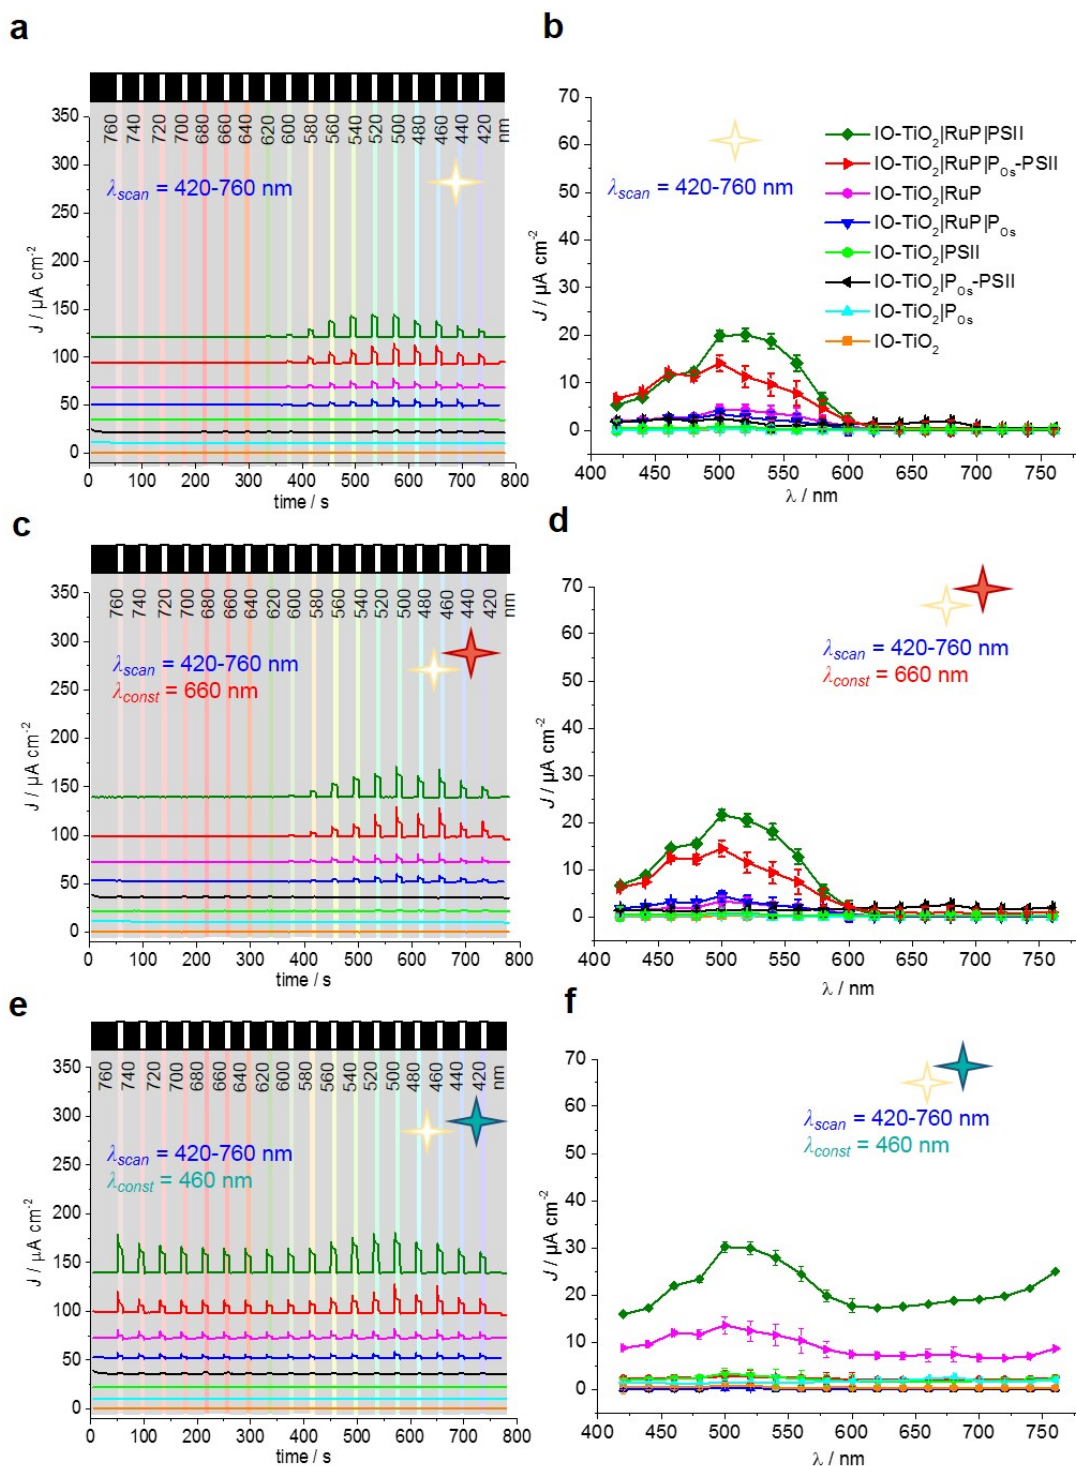 a
760 740 720 700 680 660 640 620 600 580 560 540 520 500 480 460 440 420 nm
λscan = 420-760 nm
350
300
250
200
150
100
50
0
J / µA cm-2
0 100 200 300 400 500 600 700 800
time / s
b
70
60
50
40
30
20
10
0
J / µA cm-2
λscan = 420-760 nm
IO-TiO2|RuP|PSII
IO-TiO2|RuP|POs-PSII
IO-TiO2|RuP
IO-TiO2|RuP|POs
IO-TiO2|PSII
IO-TiO2|POs-PSII
IO-TiO2|POs
IO-TiO2
400 450 500 550 600 650 700 750
λ / nm
c
760 740 720 700 680 660 640 620 600 580 560 540 520 500 480 460 440 420 nm
λscan = 420-760 nm
λconst = 660 nm
350
300
250
200
150
100
50
0
J / µA cm-2
0 100 200 300 400 500 600 700 800
time / s
d
70
60
50
40
30
20
10
0
J / µA cm-2
λscan = 420-760 nm
λconst = 660 nm
400 450 500 550 600 650 700 750
λ / nm
e
760 740 720 700 680 660 640 620 600 580 560 540 520 500 480 460 440 420 nm
λscan = 420-760 nm
λconst = 460 nm
350
300
250
200
150
100
50
0
J / µA cm-2
0 100 200 300 400 500 600 700 800
time / s
f
70
60
50
40
30
20
10
0
J / µA cm-2
λscan = 420-760 nm
λconst = 460 nm
400 450 500 550 600 650 700 750
λ / nm